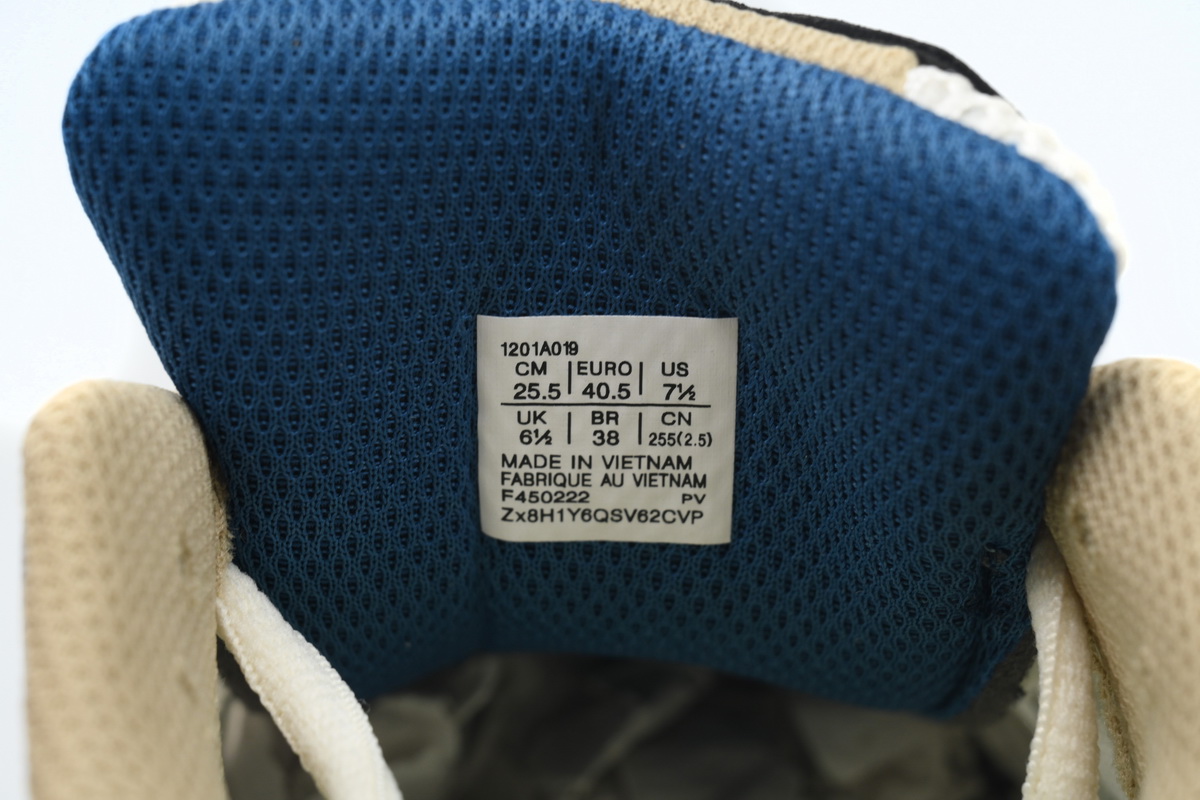 1201A019
CM | EURO | US
25.5 | 40.5 | 7½
UK | BR | CN
6½ | 38 | 255(2.5)
MADE IN VIETNAM
FABRIQUE AU VIETNAM
F450222 PV
Zx8H1Y6QSV62CVP